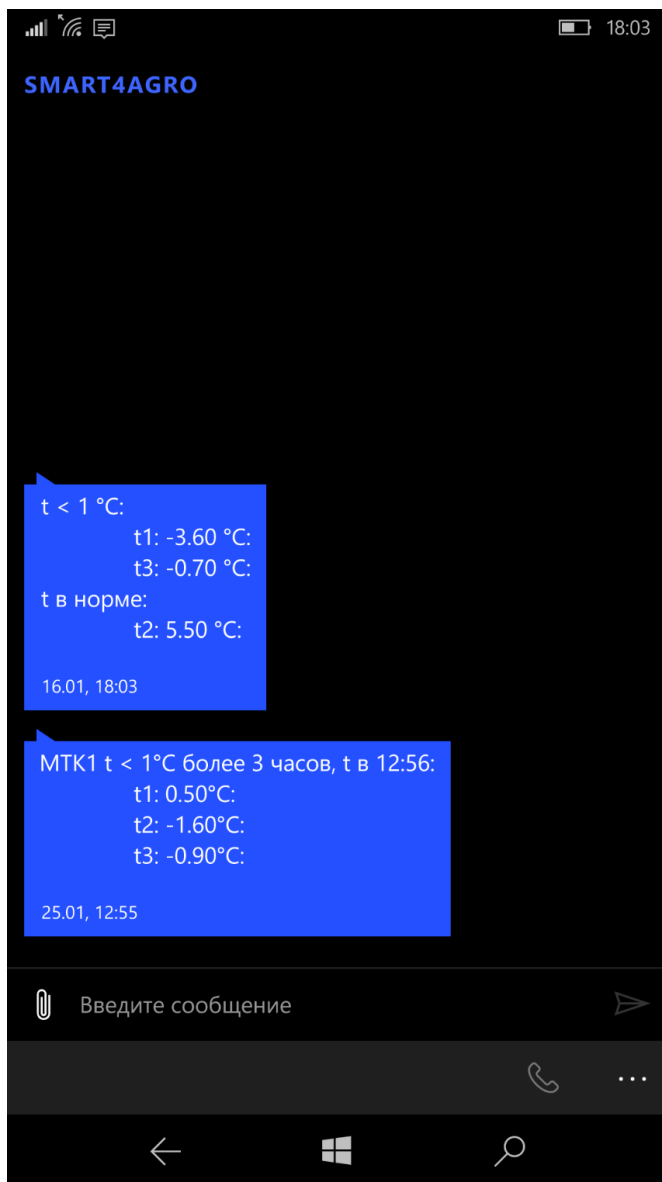 18:03
SMART4AGRO
t < 1 °C:
t1: -3.60 °C:
t3: -0.70 °C:
t в норме:
t2: 5.50 °C:
16.01, 18:03
МТК1 t < 1°C более 3 часов, t в 12:56:
t1: 0.50°C:
t2: -1.60°C:
t3: -0.90°C:
25.01, 12:55
Введите сообщение